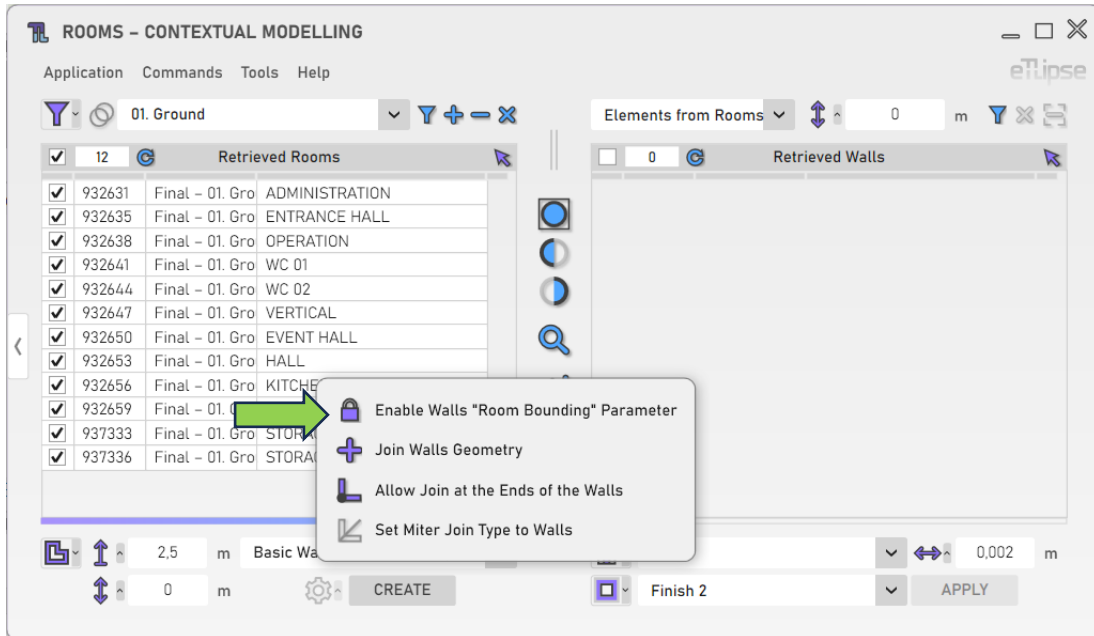 ROOMS – CONTEXTUAL MODELLING
Application Commands Tools Help
eTLipse
01. Ground
Elements from Rooms
0 m
12 Retrieved Rooms
0 Retrieved Walls
932631 Final – 01. Gro ADMINISTRATION
932635 Final – 01. Gro ENTRANCE HALL
932638 Final – 01. Gro OPERATION
932641 Final – 01. Gro WC 01
932644 Final – 01. Gro WC 02
932647 Final – 01. Gro VERTICAL
932650 Final – 01. Gro EVENT HALL
932653 Final – 01. Gro HALL
932656 Final – 01. Gro KITCHE
932659 Final – 01.
937333 Final – 01. Gro STORA
937336 Final – 01. Gro STORA
Enable Walls "Room Bounding" Parameter
Join Walls Geometry
Allow Join at the Ends of the Walls
Set Miter Join Type to Walls
2,5 m Basic Wa
0,002 m
0 m CREATE
Finish 2 APPLY